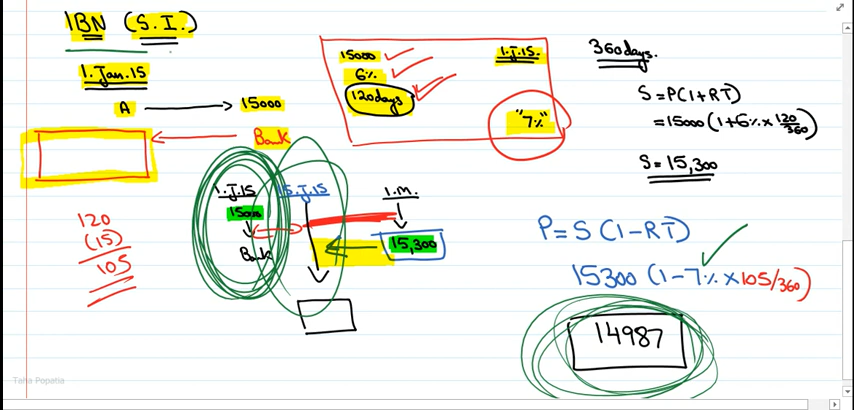 IBN (S.I.)
1.Jan.15
A → 15000
Bank
15000
6%
120days
1.J.15.
"7%"
360days.
S = P(1+RT)
= 15000(1+6% × 120/360)
S = 15,300
1.J.15
15000
Bank
S.J.15
1.M.
15,300
120
(15)
105
P = S(1-RT)
15300 (1-7% × 105/360)
14987
Taha Popatia